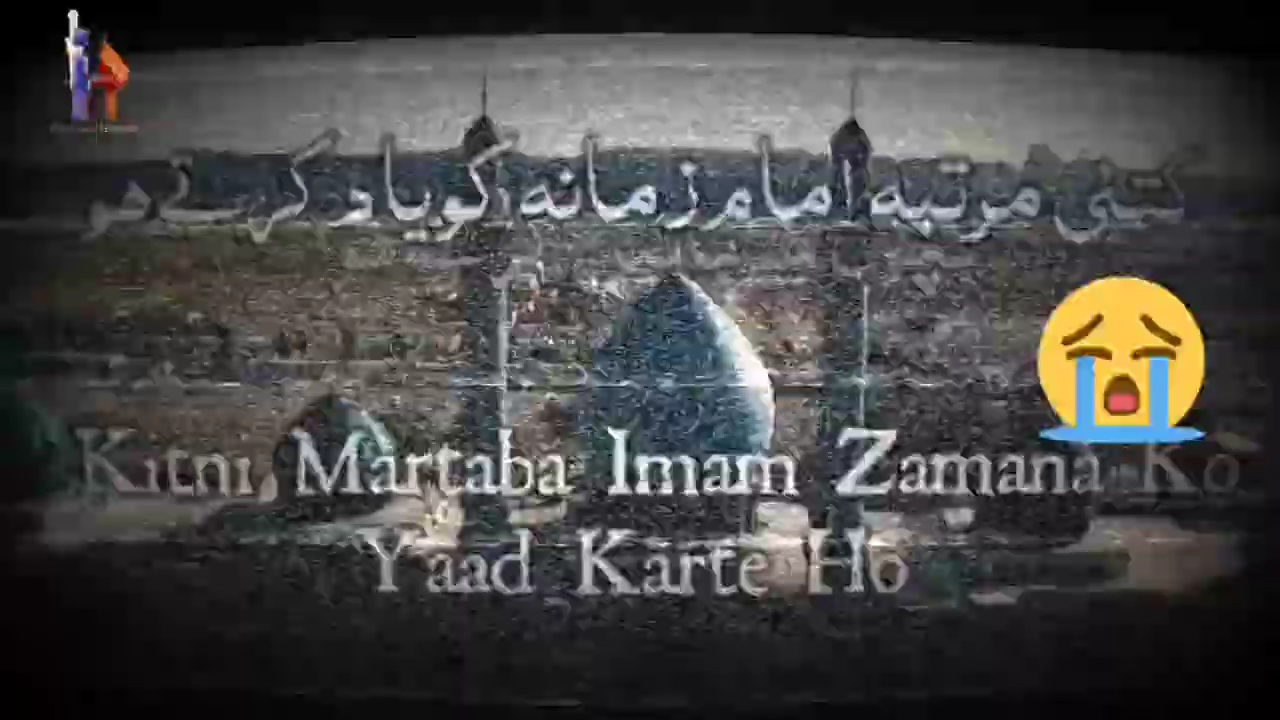 کتنی مرتبہ امام زمانہ کو یاد کرتے ہو
Kitni Martaba Imam Zamana Ko
Yaad Karte Ho